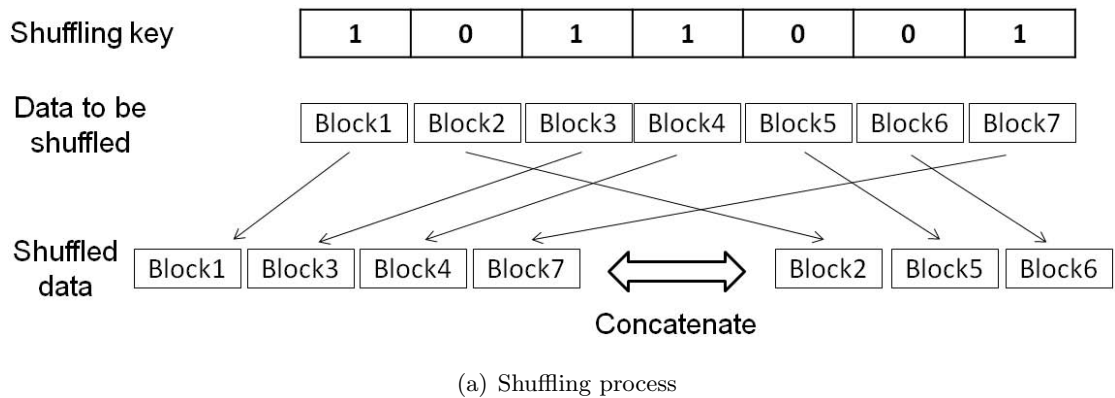 Shuffling key 1 0 1 1 0 0 1
Data to be
shuffled
Block1 Block2 Block3 Block4 Block5 Block6 Block7
Shuffled
data
Block1 Block3 Block4 Block7 Block2 Block5 Block6
Concatenate
(a) Shuffling process